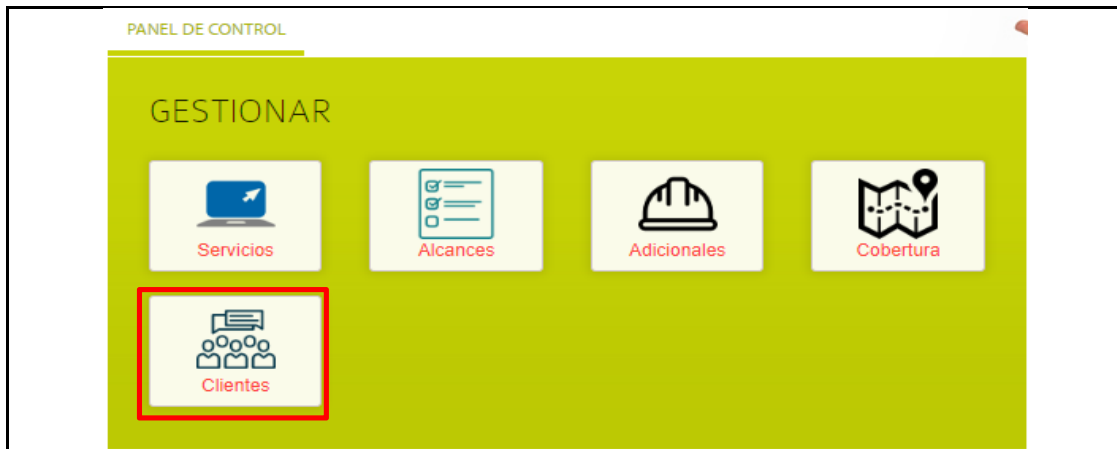 PANEL DE CONTROL
GESTIONAR
Servicios
Alcances
Adicionales
Cobertura
Clientes